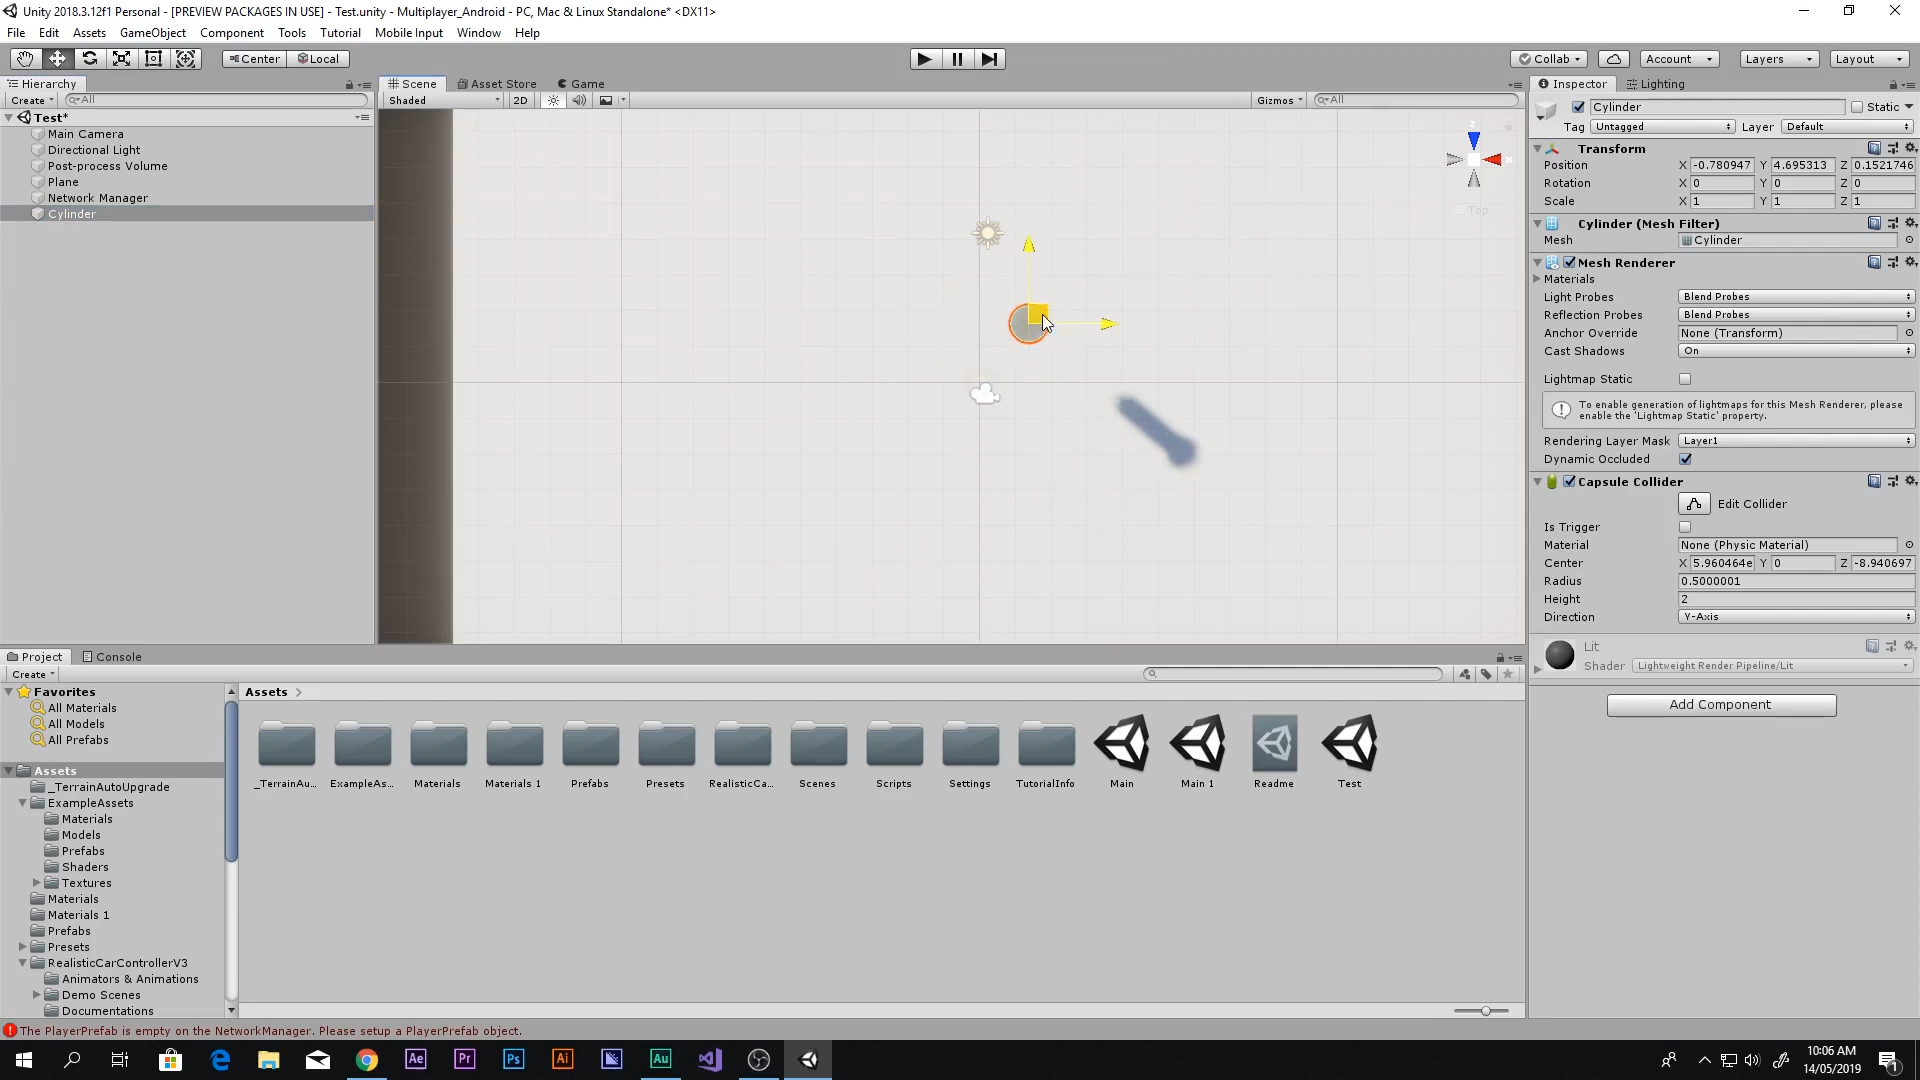 Unity 2018.3.12f1 Personal - [PREVIEW PACKAGES IN USE] - Test.unity - Multiplayer_Android - PC, Mac & Linux Standalone* <DX11>
File Edit Assets GameObject Component Tools Tutorial Mobile Input Window Help
Center Local Collab Account Layers Layout
Hierarchy Scene Asset Store Game Inspector Lighting
Create All Shaded 2D Gizmos All
Cylinder Static
Test*
Tag Untagged Layer Default
Main Camera
Directional Light
Post-process Volume
Plane
Network Manager
Cylinder
Top
Transform
Position X -0.780947 Y 4.695313 Z 0.1521746
Rotation X 0 Y 0 Z 0
Scale X 1 Y 1 Z 1
Cylinder (Mesh Filter)
Mesh Cylinder
Mesh Renderer
Materials
Light Probes Blend Probes
Reflection Probes Blend Probes
Anchor Override None (Transform)
Cast Shadows On
Lightmap Static
To enable generation of lightmaps for this Mesh Renderer, please
enable the 'Lightmap Static' property.
Rendering Layer Mask Layer1
Dynamic Occluded
Capsule Collider
Edit Collider
Is Trigger
Material None (Physic Material)
Center X 5.960464e Y 0 Z -8.940697
Radius 0.5000001
Height 2
Direction Y-Axis
Lit
Shader Lightweight Render Pipeline/Lit
Add Component
Project Console
Create
Favorites
All Materials
All Models
All Prefabs
Assets
_TerrainAutoUpgrade
ExampleAssets
Materials
Models
Prefabs
Shaders
Textures
Materials
Materials 1
Prefabs
Presets
RealisticCarControllerV3
Animators & Animations
Demo Scenes
Documentations
Assets
_TerrainAu... ExampleAs... Materials Materials 1 Prefabs Presets RealisticCa... Scenes Scripts Settings TutorialInfo Main Main 1 Readme Test
The PlayerPrefab is empty on the NetworkManager. Please setup a PlayerPrefab object.
Ae Pr Ps Ai Au
10:06 AM
14/05/2019
1